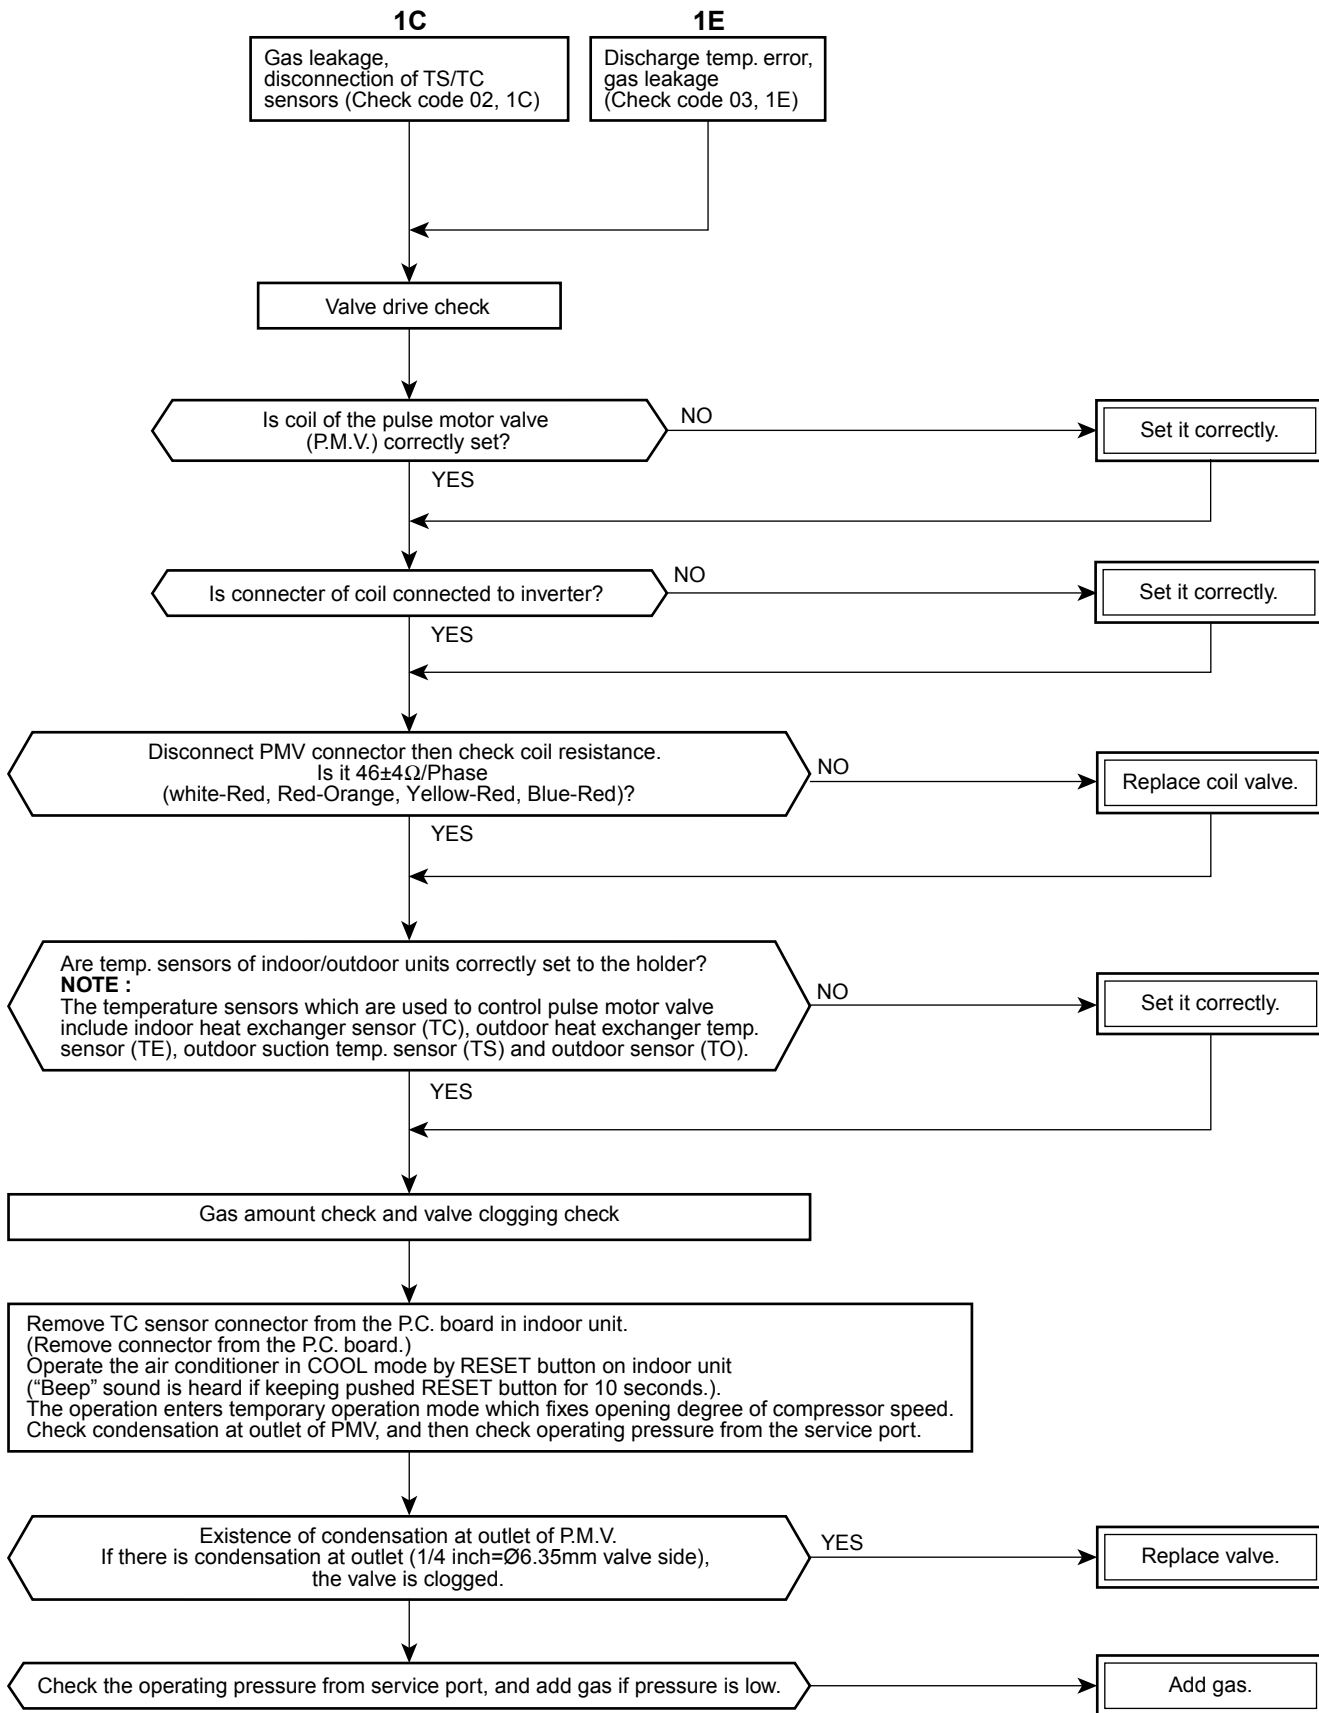 1C
1E
Gas leakage,
disconnection of TS/TC
sensors (Check code 02, 1C)
Discharge temp. error,
gas leakage
(Check code 03, 1E)
Valve drive check
Is coil of the pulse motor valve
(P.M.V.) correctly set?
NO
Set it correctly.
YES
Is connecter of coil connected to inverter?
NO
Set it correctly.
YES
Disconnect PMV connector then check coil resistance.
Is it 46±4Ω/Phase
(white-Red, Red-Orange, Yellow-Red, Blue-Red)?
NO
Replace coil valve.
YES
Are temp. sensors of indoor/outdoor units correctly set to the holder?
NOTE :
The temperature sensors which are used to control pulse motor valve
include indoor heat exchanger sensor (TC), outdoor heat exchanger temp.
sensor (TE), outdoor suction temp. sensor (TS) and outdoor sensor (TO).
NO
Set it correctly.
YES
Gas amount check and valve clogging check
Remove TC sensor connector from the P.C. board in indoor unit.
(Remove connector from the P.C. board.)
Operate the air conditioner in COOL mode by RESET button on indoor unit
(“Beep” sound is heard if keeping pushed RESET button for 10 seconds.).
The operation enters temporary operation mode which fixes opening degree of compressor speed.
Check condensation at outlet of PMV, and then check operating pressure from the service port.
Existence of condensation at outlet of P.M.V.
If there is condensation at outlet (1/4 inch=Ø6.35mm valve side),
the valve is clogged.
YES
Replace valve.
Check the operating pressure from service port, and add gas if pressure is low.
Add gas.